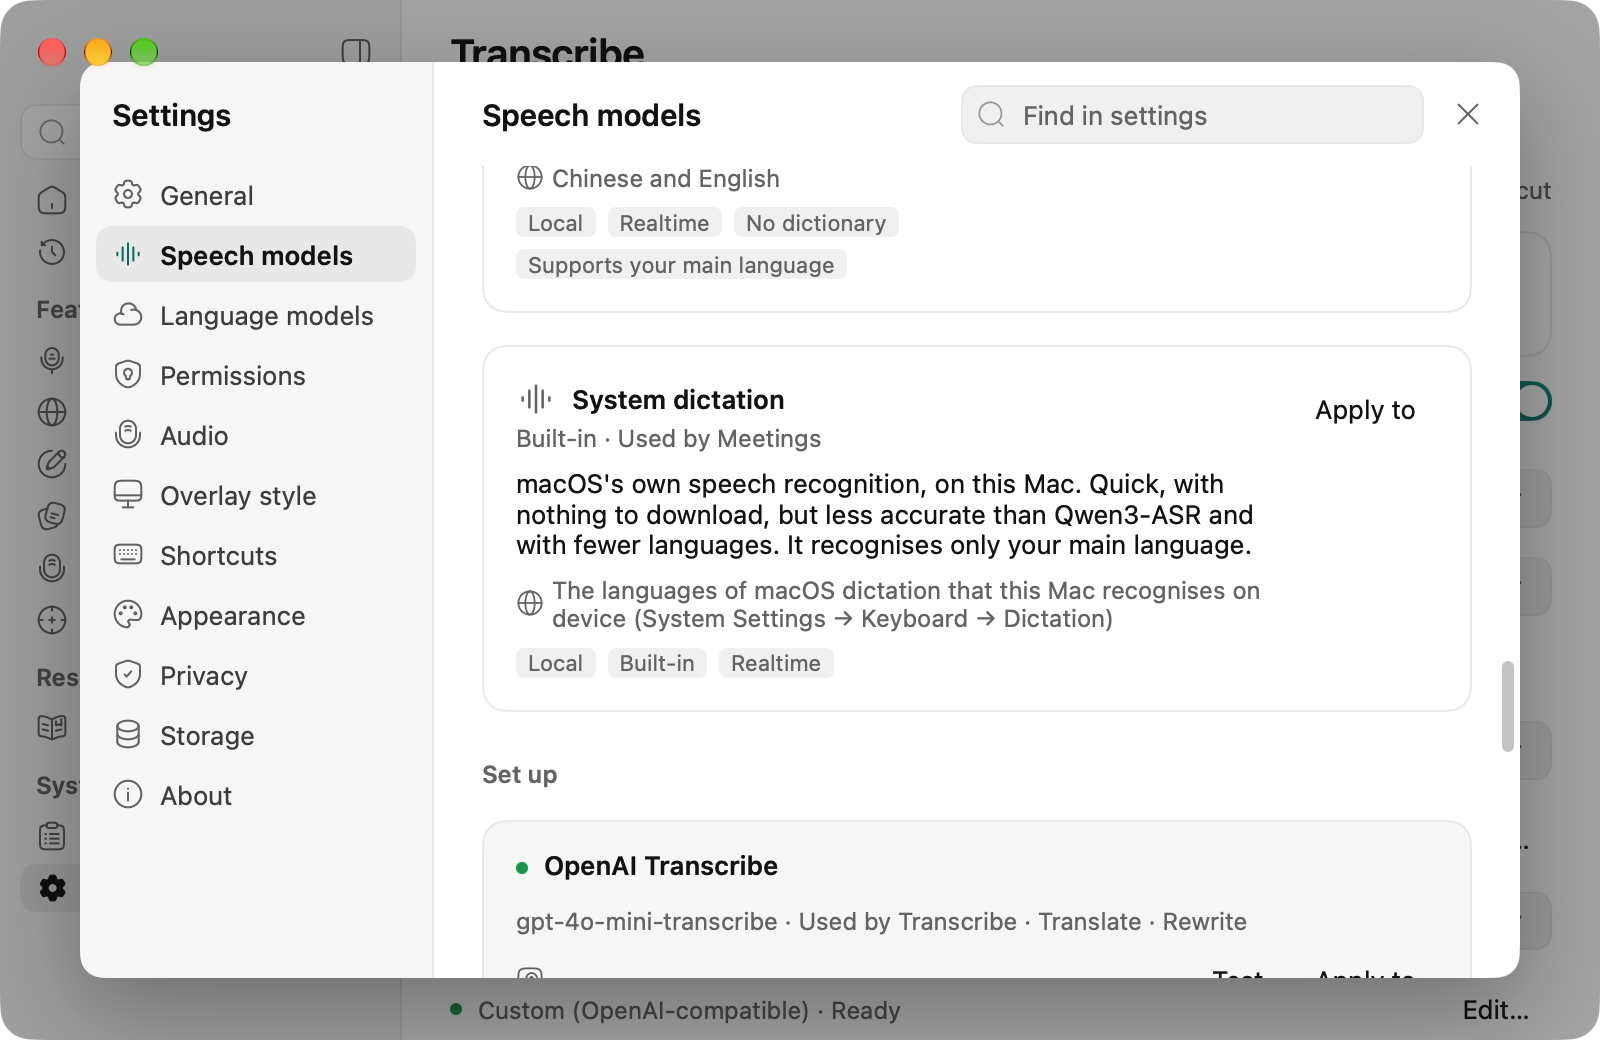 Transcribe
Settings
General
Speech models
Language models
Permissions
Audio
Overlay style
Shortcuts
Appearance
Privacy
Storage
About
Speech models
Find in settings
Chinese and English
Local
Realtime
No dictionary
Supports your main language
System dictation
Apply to
Built-in · Used by Meetings
macOS's own speech recognition, on this Mac. Quick, with
nothing to download, but less accurate than Qwen3-ASR and
with fewer languages. It recognises only your main language.
The languages of macOS dictation that this Mac recognises on
device (System Settings → Keyboard → Dictation)
Local
Built-in
Realtime
Set up
OpenAI Transcribe
gpt-4o-mini-transcribe · Used by Transcribe · Translate · Rewrite
Test
Apply to
Custom (OpenAI-compatible) · Ready
Edit...